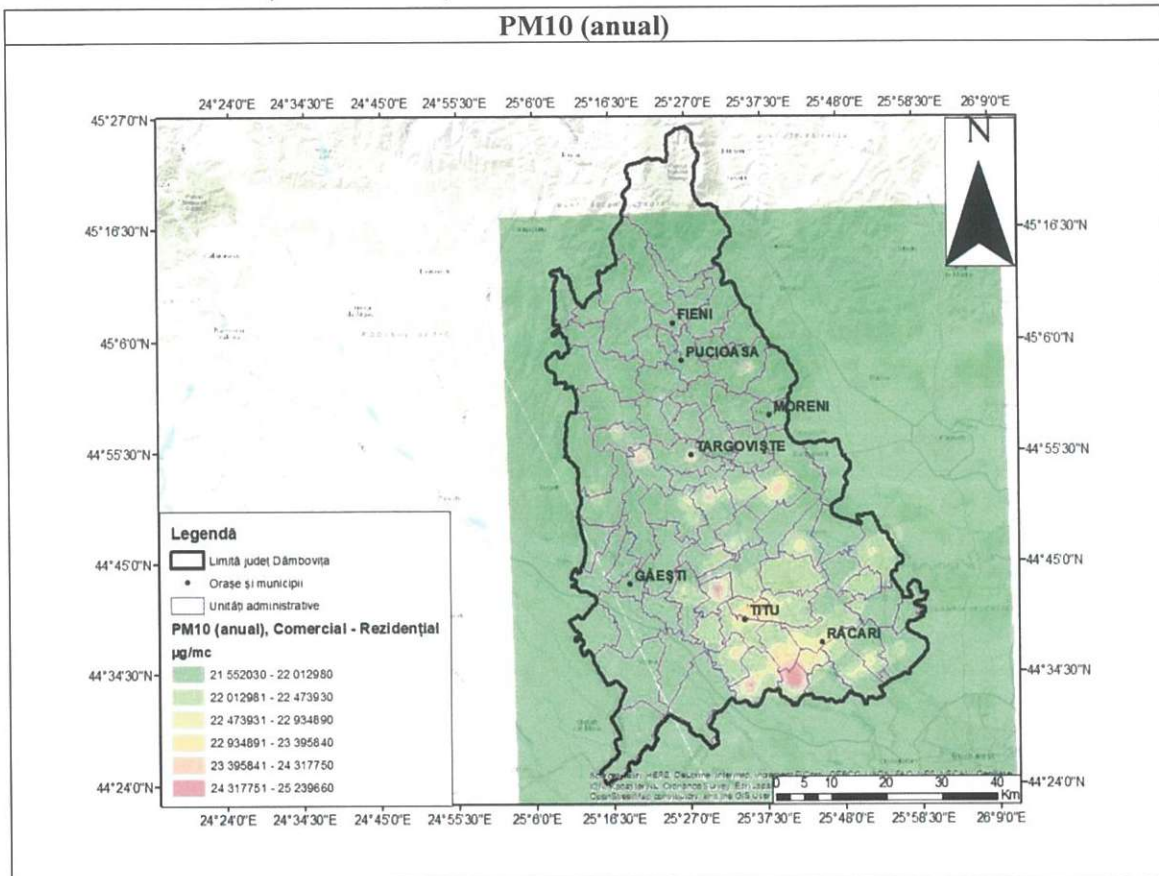 PM10 (anual)
24°24'0"E 24°34'30"E 24°45'0"E 24°55'30"E 25°6'0"E 25°16'30"E 25°27'0"E 25°37'30"E 25°48'0"E 25°58'30"E 26°9'0"E
45°27'0"N
N
45°16'30"N 45°16'30"N
FIENI
45°6'0"N 45°6'0"N
PUCIOASA
MORENI
44°55'30"N TARGOVIȘTE 44°55'30"N
Legendă
Limită județ Dâmbovița
44°45'0"N 44°45'0"N
Orașe și municipii
GĂEȘTI
Unități administrative
TITU
PM10 (anual), Comercial - Rezidențial
RĂCARI
µg/mc
21 552030 - 22 012980
44°34'30"N 44°34'30"N
22 012981 - 22 473930
22 473931 - 22 934890
22 934891 - 23 395840
23 395841 - 24 317750
24 317751 - 25 239660
44°24'0"N 44°24'0"N
0 5 10 20 30 40
Km
24°24'0"E 24°34'30"E 24°45'0"E 24°55'30"E 25°6'0"E 25°16'30"E 25°27'0"E 25°37'30"E 25°48'0"E 25°58'30"E 26°9'0"E